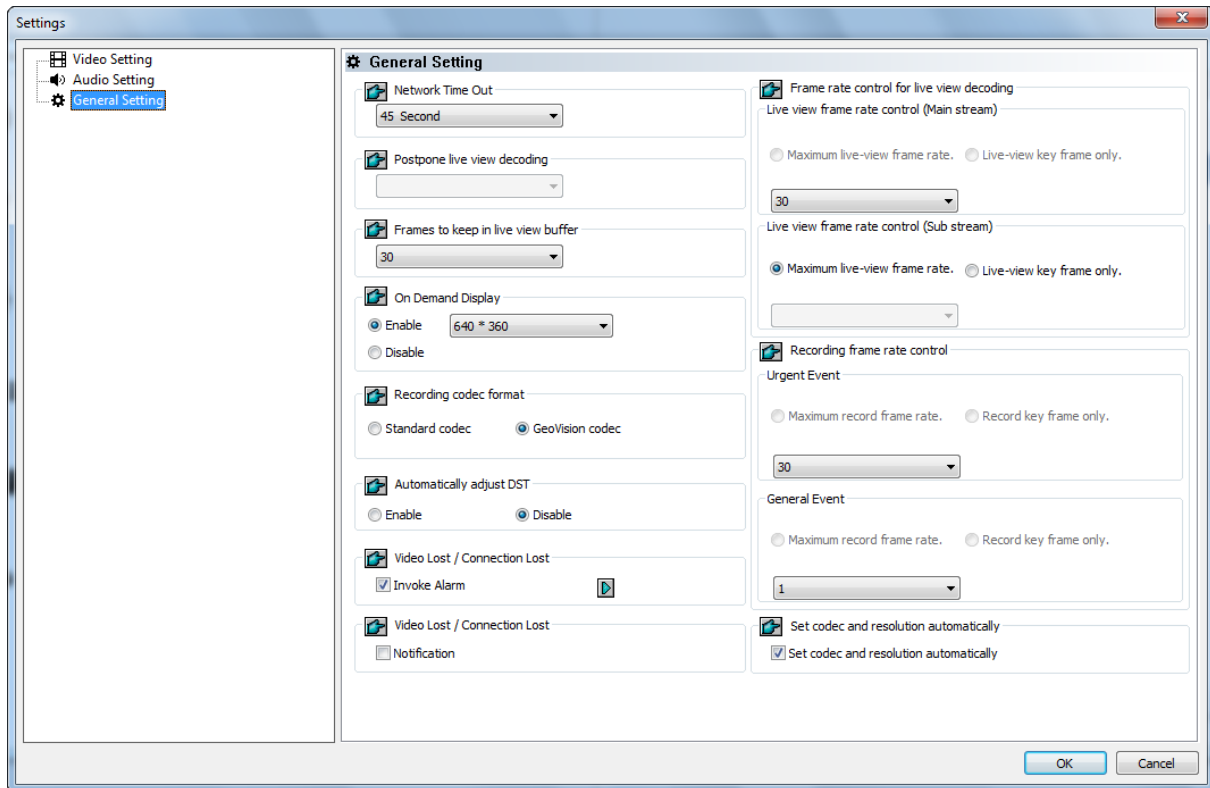 Settings
Video Setting
Audio Setting
General Setting
General Setting
Network Time Out
45 Second
Postpone live view decoding
Frames to keep in live view buffer
30
On Demand Display
Enable
640 * 360
Disable
Recording codec format
Standard codec
GeoVision codec
Automatically adjust DST
Enable
Disable
Video Lost / Connection Lost
Invoke Alarm
Video Lost / Connection Lost
Notification
Frame rate control for live view decoding
Live view frame rate control (Main stream)
Maximum live-view frame rate.
Live-view key frame only.
30
Live view frame rate control (Sub stream)
Maximum live-view frame rate.
Live-view key frame only.
Recording frame rate control
Urgent Event
Maximum record frame rate.
Record key frame only.
30
General Event
Maximum record frame rate.
Record key frame only.
1
Set codec and resolution automatically
Set codec and resolution automatically
OK
Cancel